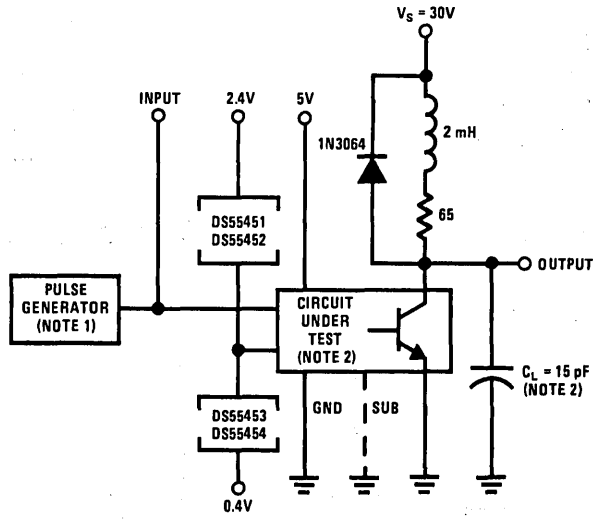 V_S = 30V
INPUT
2.4V
5V
1N3064
2 mH
65
DS55451
DS55452
OUTPUT
PULSE
GENERATOR
(NOTE 1)
CIRCUIT
UNDER
TEST
(NOTE 2)
C_L = 15 pF
(NOTE 2)
DS55453
DS55454
GND
SUB
0.4V